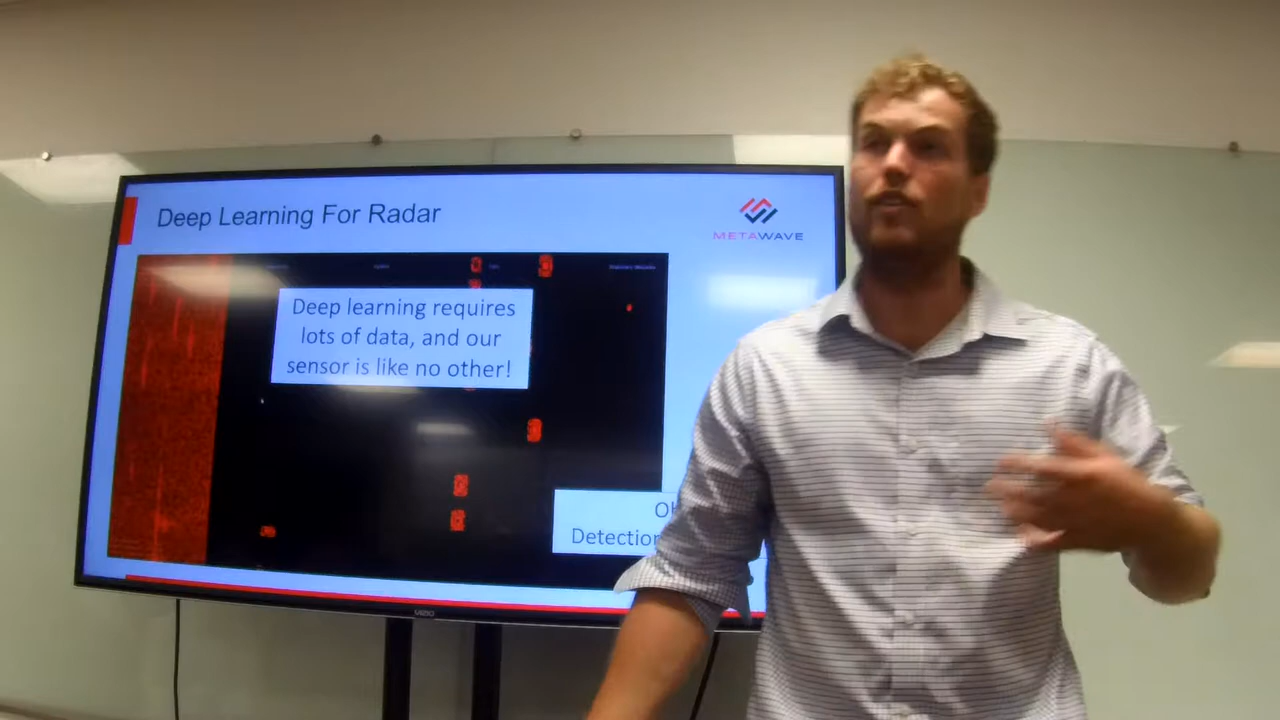 Deep Learning For Radar
METAWAVE
Deep learning requires
lots of data, and our
sensor is like no other!
Detection
VIZIO